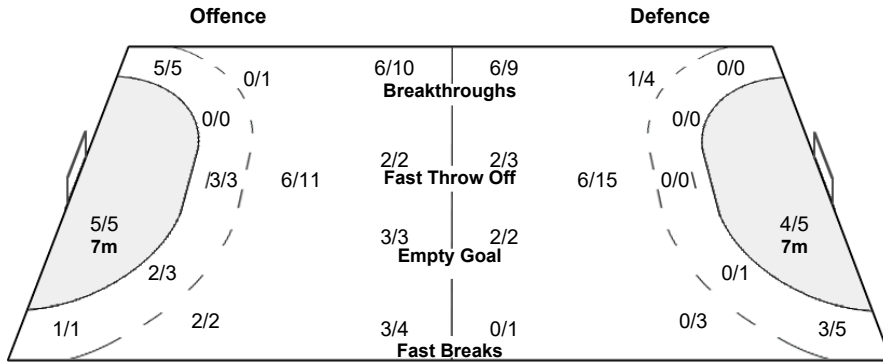 Offence Defence
5/5 0/1 6/10 6/9 1/4 0/0
Breakthroughs
0/0 0/0
2/2 2/3
3/3 6/11 Fast Throw Off 6/15 0/0
5/5 4/5
7m 3/3 2/2 7m
Empty Goal
2/3 0/1
1/1 2/2 3/4 0/1 0/3 3/5
Fast Breaks